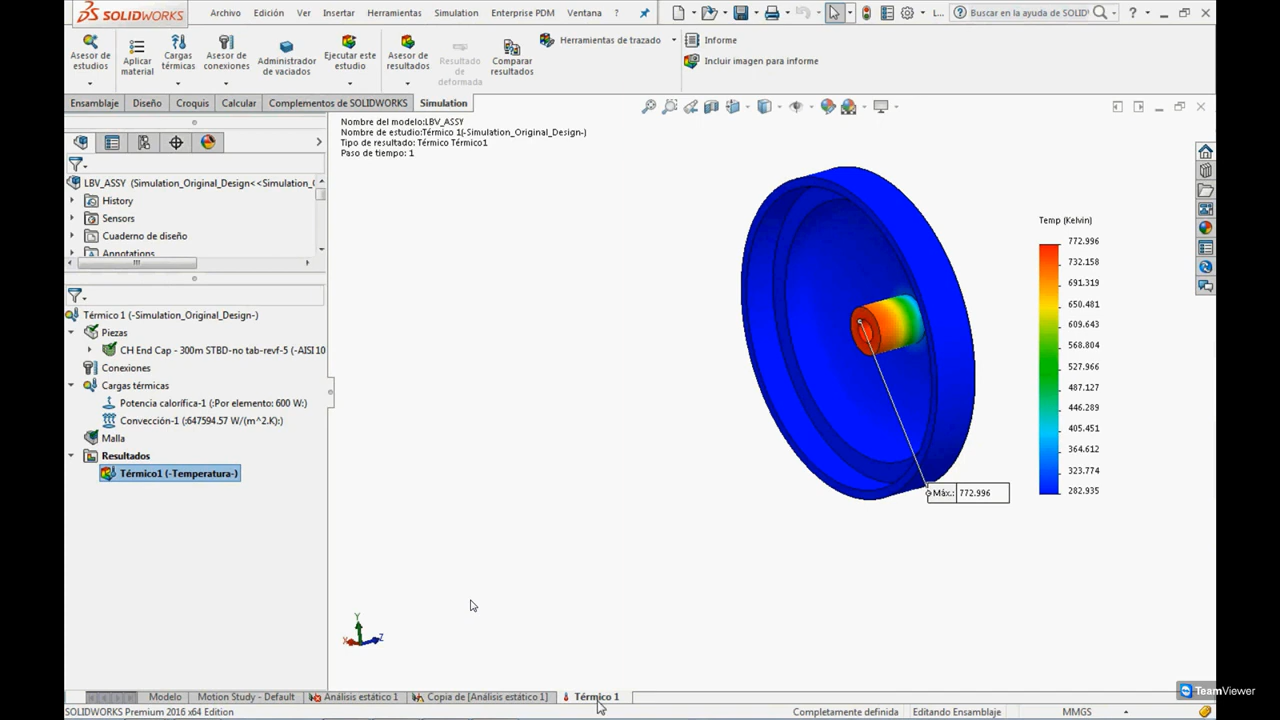 SOLIDWORKS
Archivo Edición Ver Insertar Herramientas Simulation Enterprise PDM Ventana ?
L...
Buscar en la ayuda de SOLID
?
Asesor de estudios
Aplicar material
Cargas térmicas
Asesor de conexiones
Administrador de vaciados
Ejecutar este estudio
Asesor de resultados
Resultado de deformada
Comparar resultados
Herramientas de trazado
Informe
Incluir imagen para informe
Ensamblaje Diseño Croquis Calcular Complementos de SOLIDWORKS Simulation
Nombre del modelo:LBV_ASSY
Nombre de estudio:Térmico 1(-Simulation_Original_Design-)
Tipo de resultado: Térmico Térmico1
Paso de tiempo: 1
LBV_ASSY (Simulation_Original_Design<<Simulation_(
History
Sensors
Cuaderno de diseño
Annotations
Térmico 1 (-Simulation_Original_Design-)
Piezas
CH End Cap - 300m STBD-no tab-revf-5 (-AISI 10
Conexiones
Cargas térmicas
Potencia calorífica-1 (:Por elemento: 600 W:)
Convección-1 (:647594.57 W/(m^2.K):)
Malla
Resultados
Térmico1 (-Temperatura-)
Temp (Kelvin)
772.996
732.158
691.319
650.481
609.643
568.804
527.966
487.127
446.289
405.451
364.612
323.774
282.935
Máx.: 772.996
Y
X
Z
Modelo Motion Study - Default Análisis estático 1 Copia de [Análisis estático 1] Térmico 1
SOLIDWORKS Premium 2016 x64 Edition
Completamente definida Editando Ensamblaje MMGS
TeamViewer